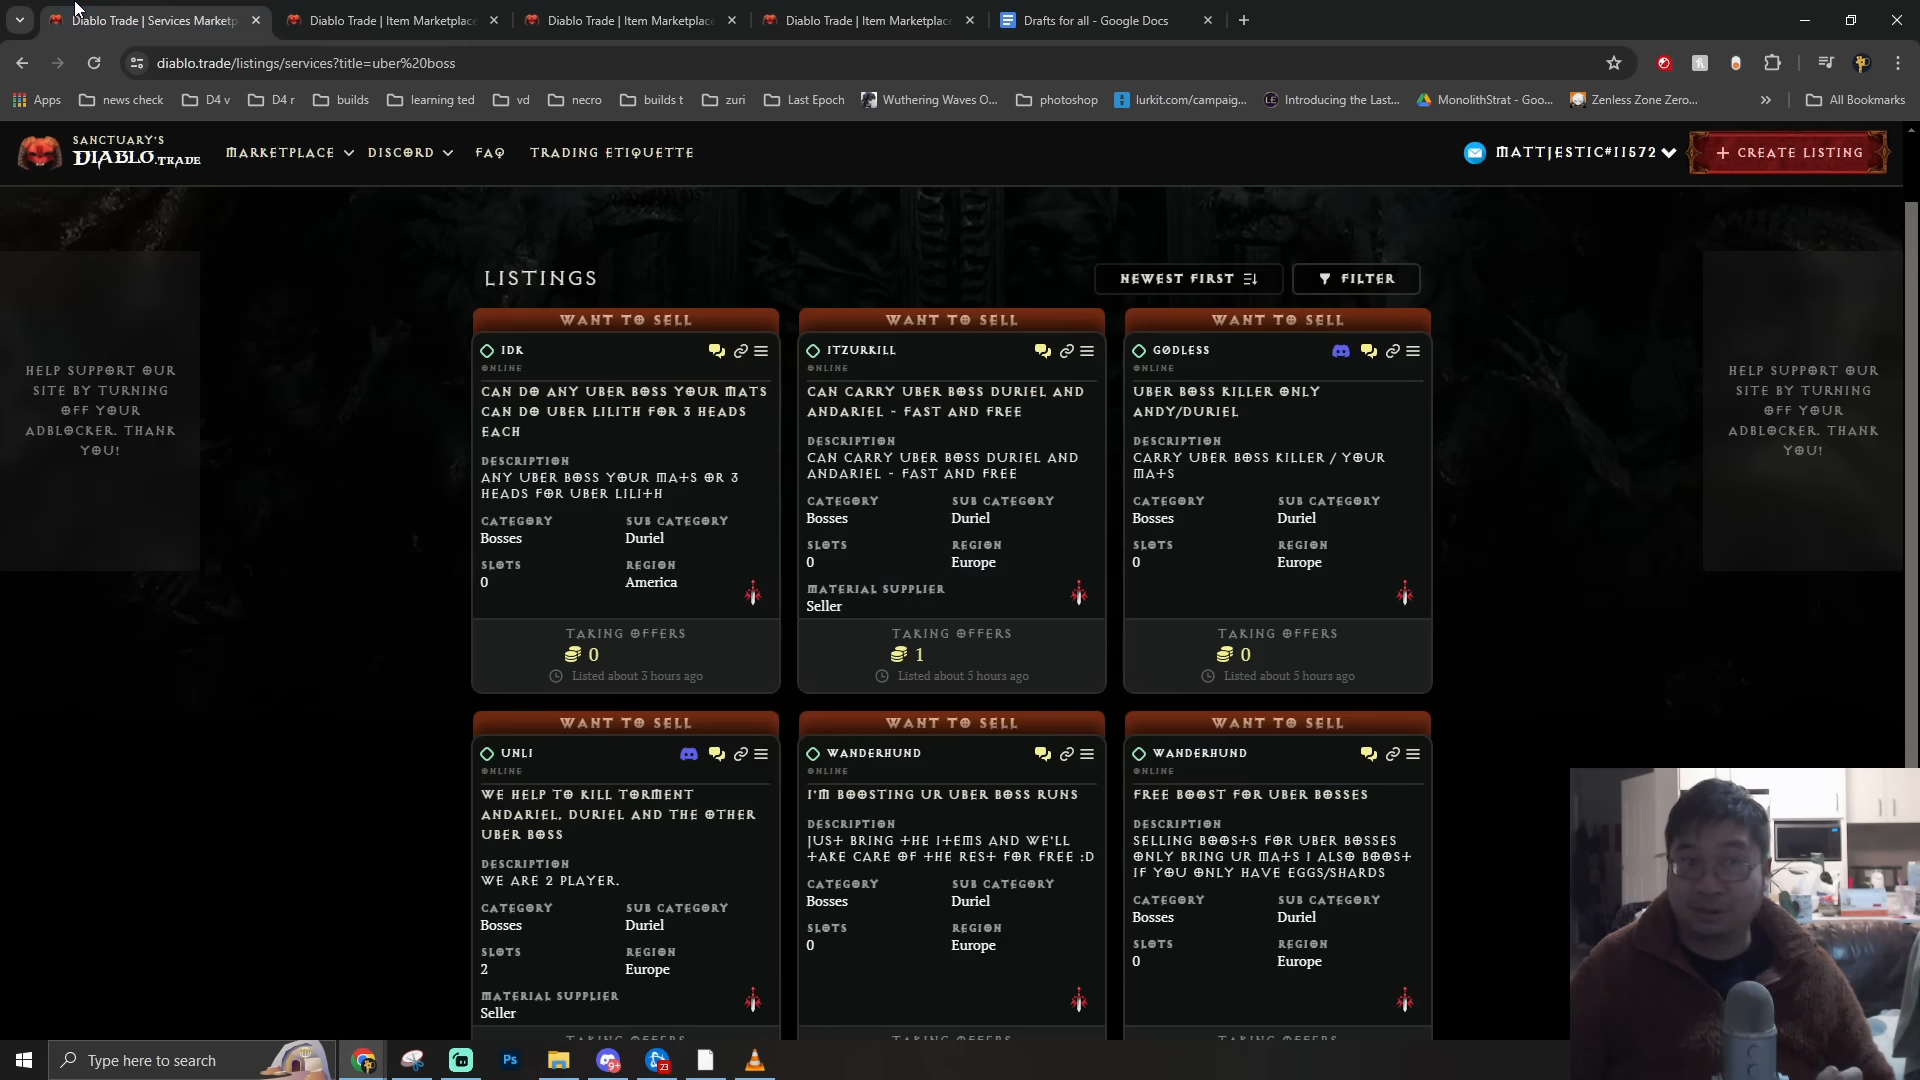 Diablo Trade | Services Marketp
Diablo Trade | Item Marketplace
Diablo Trade | Item Marketplace
Diablo Trade | Item Marketplace
Drafts for all - Google Docs
diablo.trade/listings/services?title=uber%20boss
Apps
news check
D4 v
D4 r
builds
learning ted
vd
necro
builds t
zuri
Last Epoch
Wuthering Waves O...
photoshop
lurkit.com/campaig...
Introducing the Last...
MonolithStrat - Goo...
Zenless Zone Zero...
All Bookmarks
SANCTUARY'S
DIABLO.TRADE
MARKETPLACE
DISCORD
FAQ
TRADING ETIQUETTE
MATTJESTIC#11572
+ CREATE LISTING
HELP SUPPORT OUR
SITE BY TURNING
OFF YOUR
ADBLOCKER. THANK
YOU!
LISTINGS
NEWEST FIRST
FILTER
WANT TO SELL
IDK
ONLINE
CAN DO ANY UBER BOSS YOUR MATS
CAN DO UBER LILITH FOR 3 HEADS
EACH
DESCRIPTION
ANY UBER BOSS YOUR MATS OR 3
HEADS FOR UBER LILITH
CATEGORY
SUB CATEGORY
Bosses
Duriel
SLOTS
REGION
0
America
TAKING OFFERS
0
Listed about 3 hours ago
WANT TO SELL
ITZURKILL
ONLINE
CAN CARRY UBER BOSS DURIEL AND
ANDARIEL - FAST AND FREE
DESCRIPTION
CAN CARRY UBER BOSS DURIEL AND
ANDARIEL - FAST AND FREE
CATEGORY
SUB CATEGORY
Bosses
Duriel
SLOTS
REGION
0
Europe
MATERIAL SUPPLIER
Seller
TAKING OFFERS
1
Listed about 5 hours ago
WANT TO SELL
GØDLESS
ONLINE
UBER BOSS KILLER ONLY
ANDY/DURIEL
DESCRIPTION
CARRY UBER BOSS KILLER / YOUR
MATS
CATEGORY
SUB CATEGORY
Bosses
Duriel
SLOTS
REGION
0
Europe
TAKING OFFERS
0
Listed about 5 hours ago
HELP SUPPORT OUR
SITE BY TURNING
OFF YOUR
ADBLOCKER. THANK
YOU!
WANT TO SELL
UNLI
ONLINE
WE HELP TO KILL TORMENT
ANDARIEL, DURIEL AND THE OTHER
UBER BOSS
DESCRIPTION
WE ARE 2 PLAYER.
CATEGORY
SUB CATEGORY
Bosses
Duriel
SLOTS
REGION
2
Europe
MATERIAL SUPPLIER
Seller
TAKING OFFERS
WANT TO SELL
WANDERHUND
ONLINE
I'M BOOSTING UR UBER BOSS RUNS
DESCRIPTION
JUST BRING THE ITEMS AND WE'LL
TAKE CARE OF THE REST FOR FREE :D
CATEGORY
SUB CATEGORY
Bosses
Duriel
SLOTS
REGION
0
Europe
TAKING OFFERS
WANT TO SELL
WANDERHUND
ONLINE
FREE BOOST FOR UBER BOSSES
DESCRIPTION
SELLING BOOSTS FOR UBER BOSSES
ONLY BRING UR MATS I ALSO BOOST
IF YOU ONLY HAVE EGGS/SHARDS
CATEGORY
SUB CATEGORY
Bosses
Duriel
SLOTS
REGION
0
Europe
TAKING OFFERS
Type here to search
Ps
9+
23